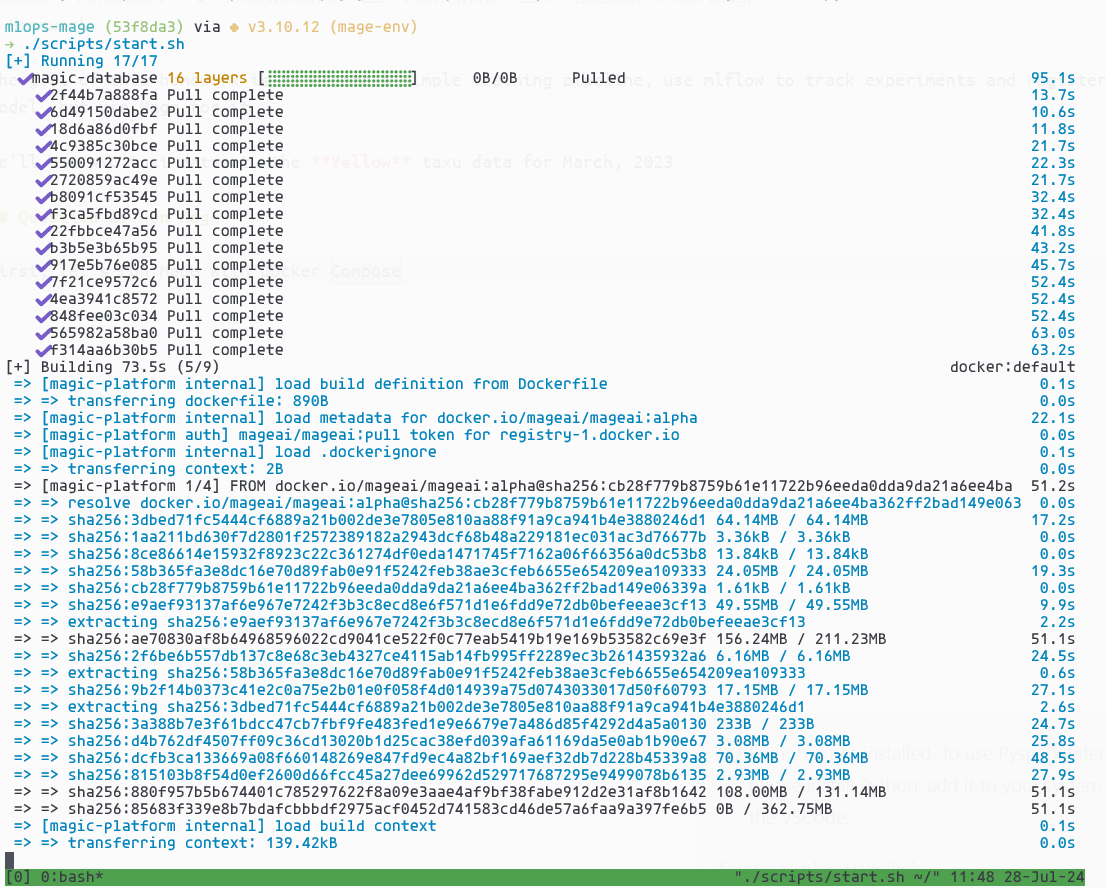 mlops-mage (53f8da3) via v3.10.12 (mage-env)
→ ./scripts/start.sh
[+] Running 17/17
✔magic-database 16 layers [⣿⣿⣿⣿⣿⣿⣿⣿⣿⣿⣿⣿⣿⣿⣿⣿] 0B/0B Pulled 95.1s
✔2f44b7a888fa Pull complete 13.7s
✔6d49150dabe2 Pull complete 10.6s
✔18d6a86d0fbf Pull complete 11.8s
✔4c9385c30bce Pull complete 21.7s
✔550091272acc Pull complete 22.3s
✔2720859ac49e Pull complete 21.7s
✔b8091cf53545 Pull complete 32.4s
✔f3ca5fbd89cd Pull complete 32.4s
✔22fbbce47a56 Pull complete 41.8s
✔b3b5e3b65b95 Pull complete 43.2s
✔917e5b76e085 Pull complete 45.7s
✔7f21ce9572c6 Pull complete 52.4s
✔4ea3941c8572 Pull complete 52.4s
✔848fee03c034 Pull complete 52.4s
✔565982a58ba0 Pull complete 63.0s
✔f314aa6b30b5 Pull complete 63.2s
[+] Building 73.5s (5/9) docker:default
=> [magic-platform internal] load build definition from Dockerfile 0.1s
=> => transferring dockerfile: 890B 0.0s
=> [magic-platform internal] load metadata for docker.io/mageai/mageai:alpha 22.1s
=> [magic-platform auth] mageai/mageai:pull token for registry-1.docker.io 0.0s
=> [magic-platform internal] load .dockerignore 0.1s
=> => transferring context: 2B 0.0s
=> [magic-platform 1/4] FROM docker.io/mageai/mageai:alpha@sha256:cb28f779b8759b61e11722b96eeda0dda9da21a6ee4ba 51.2s
=> => resolve docker.io/mageai/mageai:alpha@sha256:cb28f779b8759b61e11722b96eeda0dda9da21a6ee4ba362ff2bad149e063 0.0s
=> => sha256:3dbed71fc5444cf6889a21b002de3e7805e810aa88f91a9ca941b4e3880246d1 64.14MB / 64.14MB 17.2s
=> => sha256:1aa211bd630f7d2801f2572389182a2943dcf68b48a229181ec031ac3d76677b 3.36kB / 3.36kB 0.0s
=> => sha256:8ce86614e15932f8923c22c361274df0eda1471745f7162a06f66356a0dc53b8 13.84kB / 13.84kB 0.0s
=> => sha256:58b365fa3e8dc16e70d89fab0e91f5242feb38ae3cfeb6655e654209ea109333 24.05MB / 24.05MB 19.3s
=> => sha256:cb28f779b8759b61e11722b96eeda0dda9da21a6ee4ba362ff2bad149e06339a 1.61kB / 1.61kB 0.0s
=> => sha256:e9aef93137af6e967e7242f3b3c8ecd8e6f571d1e6fdd9e72db0befeeae3cf13 49.55MB / 49.55MB 9.9s
=> => extracting sha256:e9aef93137af6e967e7242f3b3c8ecd8e6f571d1e6fdd9e72db0befeeae3cf13 2.2s
=> => sha256:ae70830af8b64968596022cd9041ce522f0c77eab5419b19e169b53582c69e3f 156.24MB / 211.23MB 51.1s
=> => sha256:2f6be6b557db137c8e68c3eb4327ce4115ab14fb995ff2289ec3b261435932a6 6.16MB / 6.16MB 24.5s
=> => extracting sha256:58b365fa3e8dc16e70d89fab0e91f5242feb38ae3cfeb6655e654209ea109333 0.6s
=> => sha256:9b2f14b0373c41e2c0a75e2b01e0f058f4d014939a75d0743033017d50f60793 17.15MB / 17.15MB 27.1s
=> => extracting sha256:3dbed71fc5444cf6889a21b002de3e7805e810aa88f91a9ca941b4e3880246d1 2.6s
=> => sha256:3a388b7e3f61bdcc47cb7fbf9fe483fed1e9e6679e7a486d85f4292d4a5a0130 233B / 233B 24.7s
=> => sha256:d4b762df4507ff09c36cd13020b1d25cac38efd039afa61169da5e0ab1b90e67 3.08MB / 3.08MB 25.8s
=> => sha256:dcfb3ca133669a08f660148269e847fd9ec4a82bf169aef32db7d228b45339a8 70.36MB / 70.36MB 48.5s
=> => sha256:815103b8f54d0ef2600d66fcc45a27dee69962d529717687295e9499078b6135 2.93MB / 2.93MB 27.9s
=> => sha256:880f957b5b674401c785297622f8a09e3aae4af9bf38fabe912d2e31af8b1642 108.00MB / 131.14MB 51.1s
=> => sha256:85683f339e8b7bdafcbbbdf2975acf0452d741583cd46de57a6faa9a397fe6b5 0B / 362.75MB 51.1s
=> [magic-platform internal] load build context 0.1s
=> => transferring context: 139.42kB 0.0s
[0] 0:bash* "./scripts/start.sh ~/" 11:48 28-Jul-24